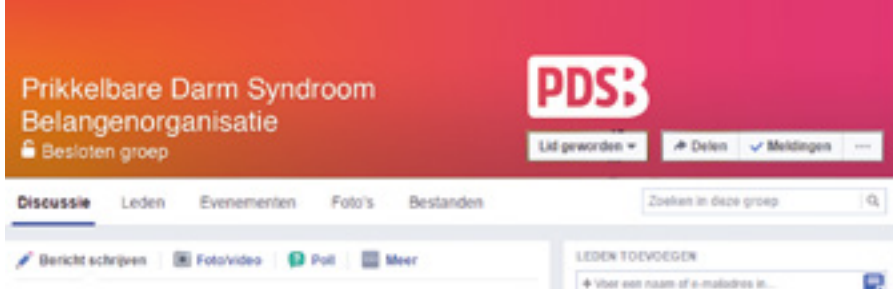 Prikkelbare Darm Syndroom
Belangenorganisatie
Besloten groep
PDSB
Lid geworden
Delen
Meldingen
Discussie
Leden
Evenementen
Foto's
Bestanden
Zoeken in deze groep
Bericht schrijven
Foto/video
Poll
Meer
LEDEN TOEVOEGEN
+ Voer een naam of e-mailadres in...